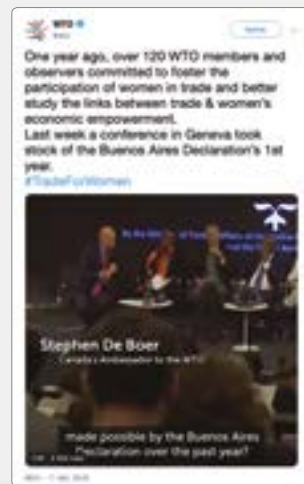 WTO
One year ago, over 120 WTO members and
observers committed to foster the
participation of women in trade and better
study the links between trade & women's
economic empowerment.
Last week a conference in Geneva took
stock of the Buenos Aires Declaration's 1st
year.
#TradeForWomen
Stephen De Boer
Canada's Ambassador to the WTO
made possible by the Buenos Aires
Declaration over the past year?